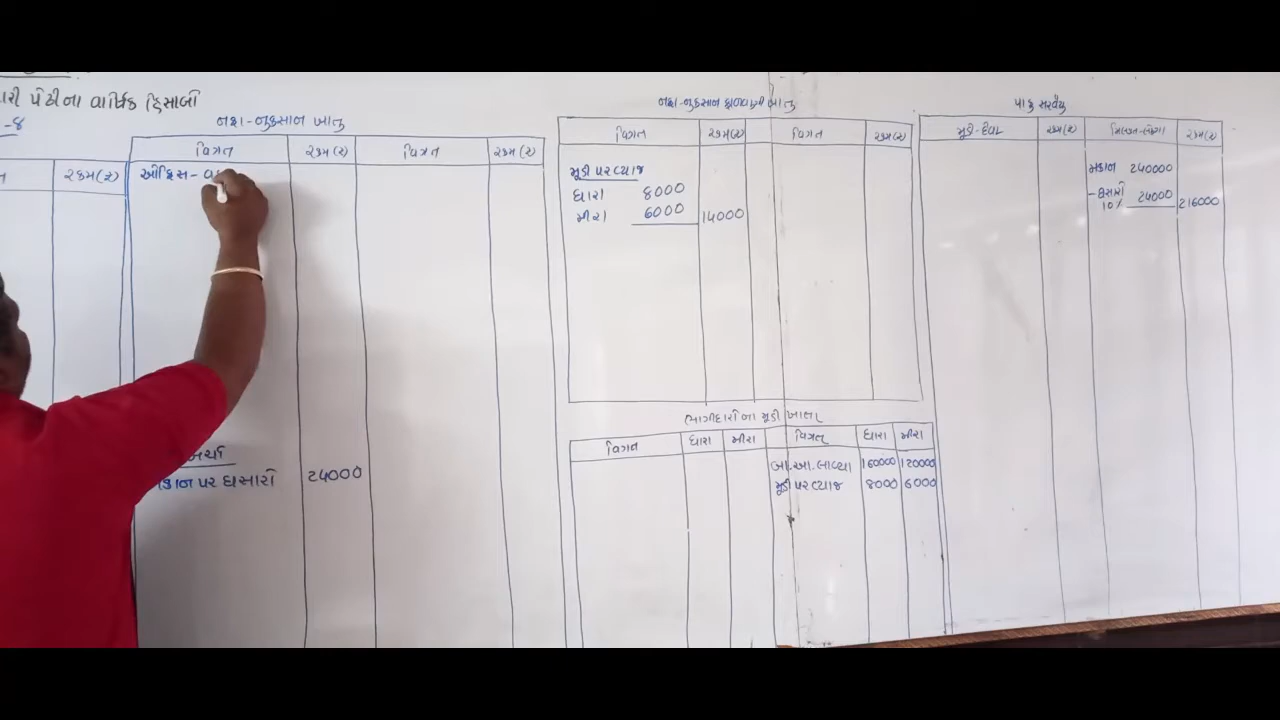 પેઢીના વાર્ષિક હિસાબો
-૪
રકમ(₹)
નફા-નુકસાન ખાતુ
વિગત રકમ(₹) વિગત રકમ(₹)
ઓફિસ-
પર ઘસારો 24000
નફા-નુકસાન ફાળવણી ખાતુ
વિગત રકમ(₹) વિગત રકમ(₹)
મૂડી પર વ્યાજ
ધારા 8000
મીરા 6000 14000
ભાગીદારોના મૂડી ખાતા
વિગત ધારા મીરા વિગત ધારા મીરા
બા.આ.લાવ્યા 160000 120000
મૂડી પર વ્યાજ 8000 6000
પાકુ સરવૈયુ
મૂડી-દેવા રકમ(₹) મિલકત-લેણા રકમ(₹)
મકાન 240000
-ઘસારો 24000 216000
10%